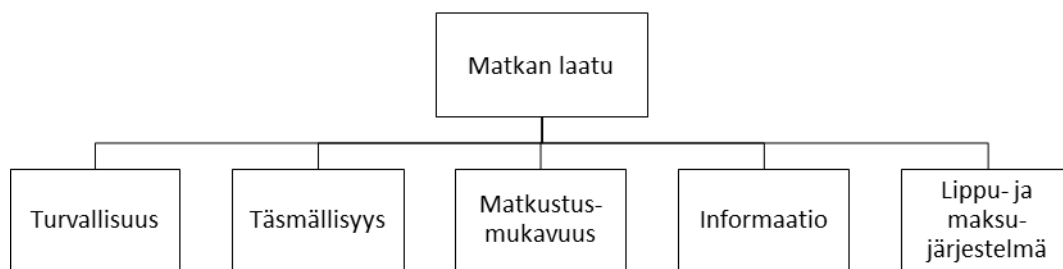 Matkan laatu
Turvallisuus
Täsmällisyys
Matkustus-
mukavuus
Informaatio
Lippu- ja
maksu-
järjestelmä